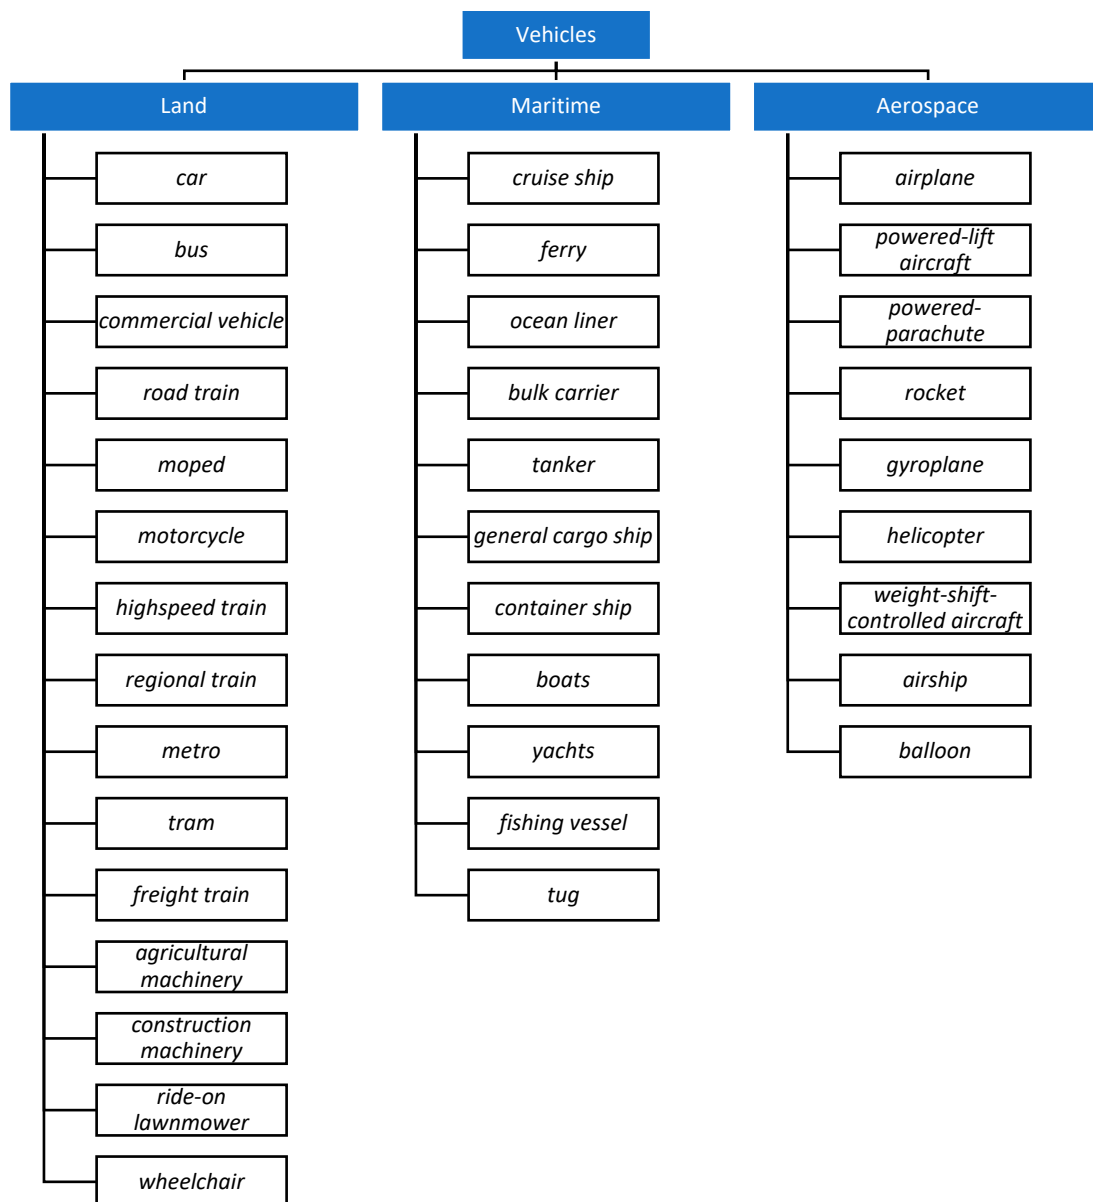 Vehicles
Land
car
bus
commercial vehicle
road train
moped
motorcycle
highspeed train
regional train
metro
tram
freight train
agricultural
machinery
construction
machinery
ride-on
lawnmower
wheelchair
Maritime
cruise ship
ferry
ocean liner
bulk carrier
tanker
general cargo ship
container ship
boats
yachts
fishing vessel
tug
Aerospace
airplane
powered-lift
aircraft
powered-
parachute
rocket
gyroplane
helicopter
weight-shift-
controlled aircraft
airship
balloon